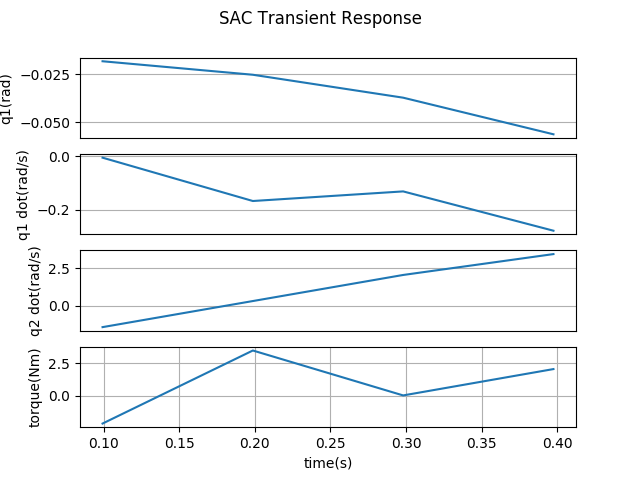 SAC Transient Response
q1(rad)
−0.025
−0.050
q1 dot(rad/s)
0.0
−0.2
q2 dot(rad/s)
2.5
0.0
torque(Nm)
2.5
0.0
0.10 0.15 0.20 0.25 0.30 0.35 0.40
time(s)